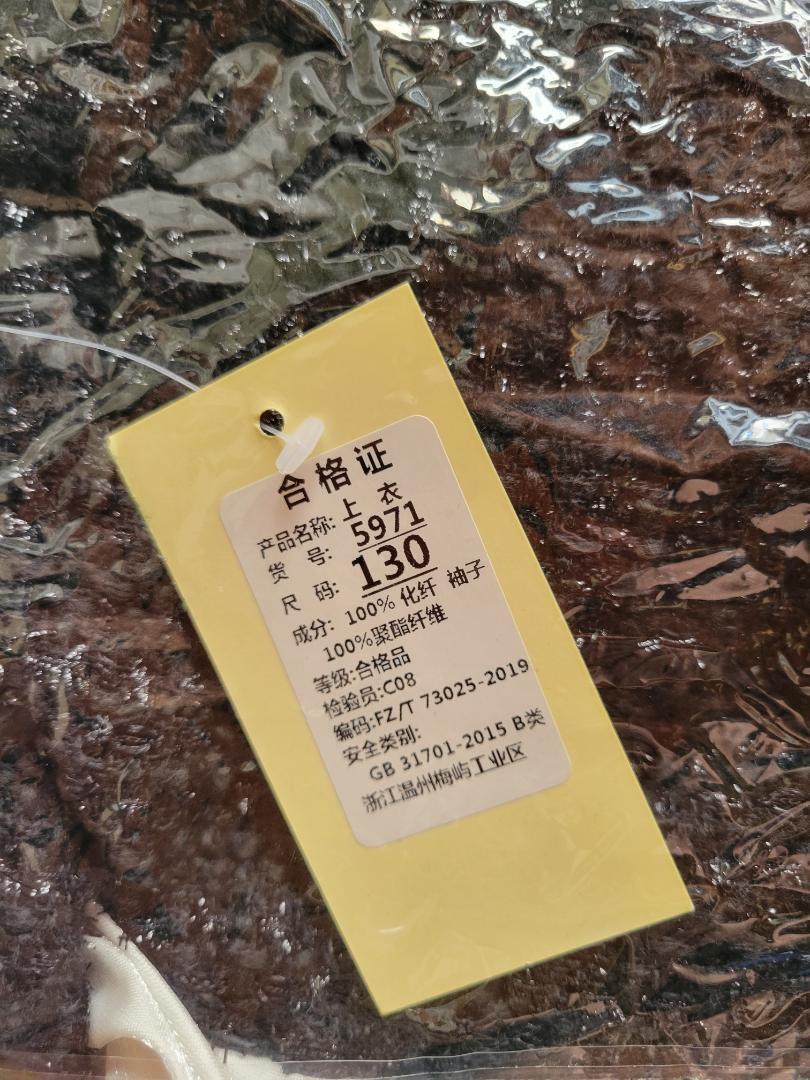 合格证
产品名称: 上 衣
货 号: 5971
尺 码: 130
成分: 100% 化纤 袖子
100%聚酯纤维
等级:合格品
检验员:C08
编码:FZ/T 73025-2019
安全类别:
GB 31701-2015 B类
浙江温州梅屿工业区